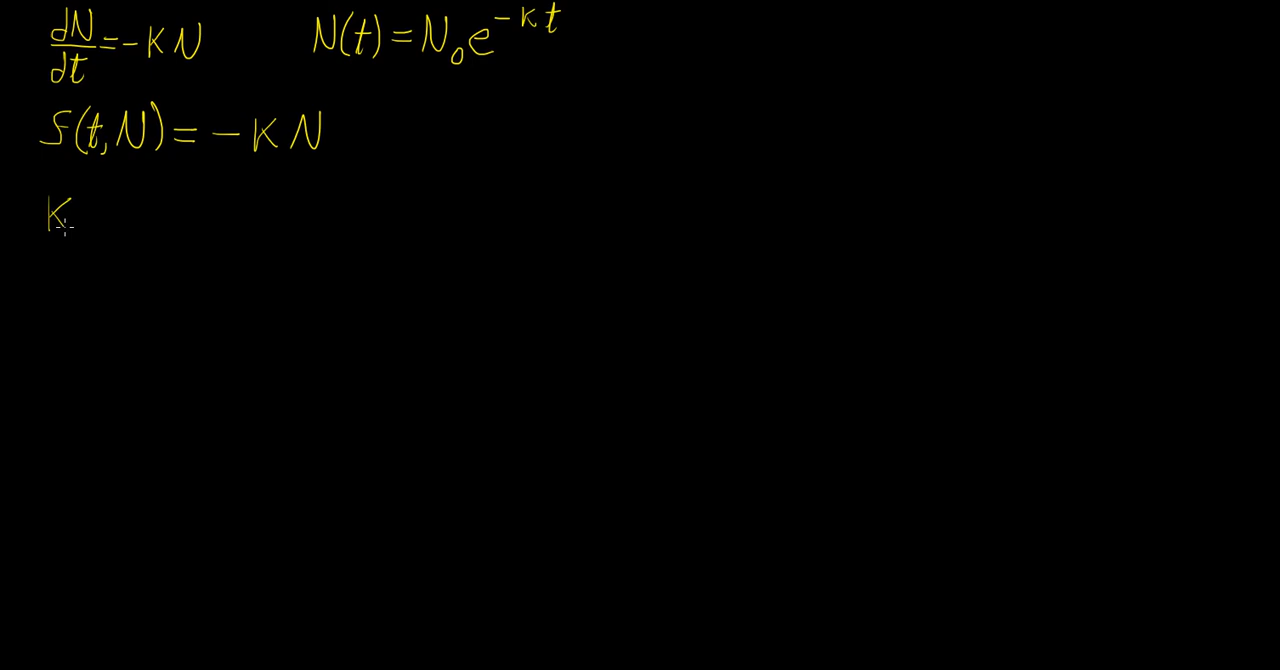 dN/dt = -KN N(t) = N₀e^(-Kt)
f(t,N) = -KN
K